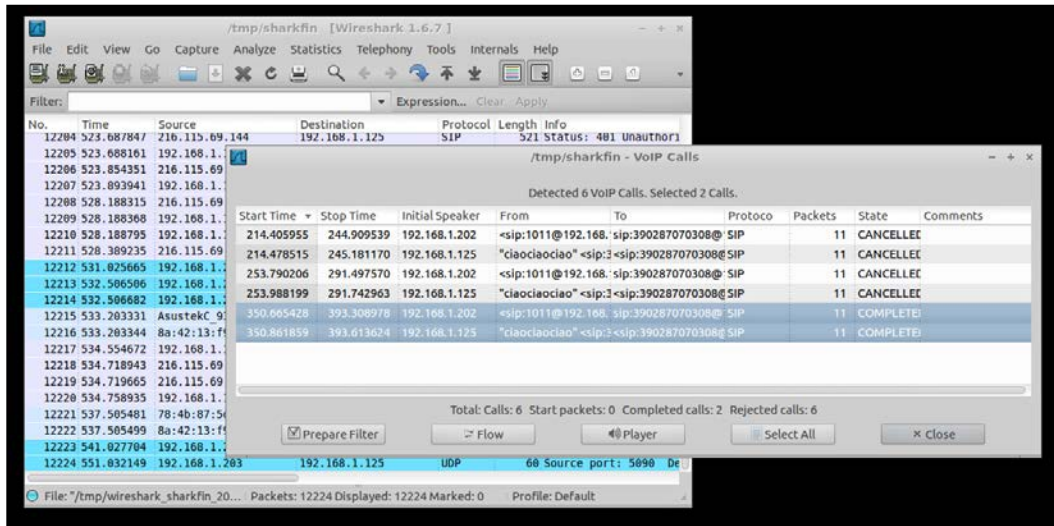 /tmp/sharkfin [Wireshark 1.6.7 ]
File Edit View Go Capture Analyze Statistics Telephony Tools Internals Help
Filter: Expression... Clear Apply
No. Time Source Destination Protocol Length Info
12204 523.687847 216.115.69.144 192.168.1.125 SIP 521 Status: 401 Unauthori
12205 523.688161 192.168.1.
12206 523.854351 216.115.69
12207 523.893941 192.168.1.
12208 528.188315 216.115.69
12209 528.188368 192.168.1.
12210 528.188795 192.168.1.
12211 528.389235 216.115.69
12212 531.025665 192.168.1.
12213 532.506506 192.168.1.
12214 532.506682 192.168.1.
12215 533.203331 AsustekC_9
12216 533.203344 8a:42:13:f
12217 534.554672 192.168.1.
12218 534.718943 216.115.69
12219 534.719665 216.115.69
12220 534.758935 192.168.1.
12221 537.505481 78:4b:87:5
12222 537.505499 8a:42:13:f
12223 541.027704 192.168.1.
12224 551.032149 192.168.1.203 192.168.1.125 UDP 60 Source port: 5090 De
File: "/tmp/wireshark_sharkfin_20... Packets: 12224 Displayed: 12224 Marked: 0 Profile: Default
/tmp/sharkfin - VoIP Calls
Detected 6 VoIP Calls. Selected 2 Calls.
Start Time Stop Time Initial Speaker From To Protoco Packets State Comments
214.405955 244.909539 192.168.1.202 <sip:1011@192.168. sip:390287070308@ SIP 11 CANCELLED
214.478515 245.181170 192.168.1.125 "ciaociaociao" <sip:3 <sip:390287070308@ SIP 11 CANCELLED
253.790206 291.497570 192.168.1.202 <sip:1011@192.168. sip:390287070308@ SIP 11 CANCELLED
253.988199 291.742963 192.168.1.125 "ciaociaociao" <sip:3 <sip:390287070308@ SIP 11 CANCELLED
350.665428 393.308978 192.168.1.202 <sip:1011@192.168. sip:390287070308@ SIP 11 COMPLETE
350.861859 393.613624 192.168.1.125 "ciaociaociao" <sip:3 <sip:390287070308@ SIP 11 COMPLETE
Total: Calls: 6 Start packets: 0 Completed calls: 2 Rejected calls: 6
Prepare Filter Flow Player Select All Close